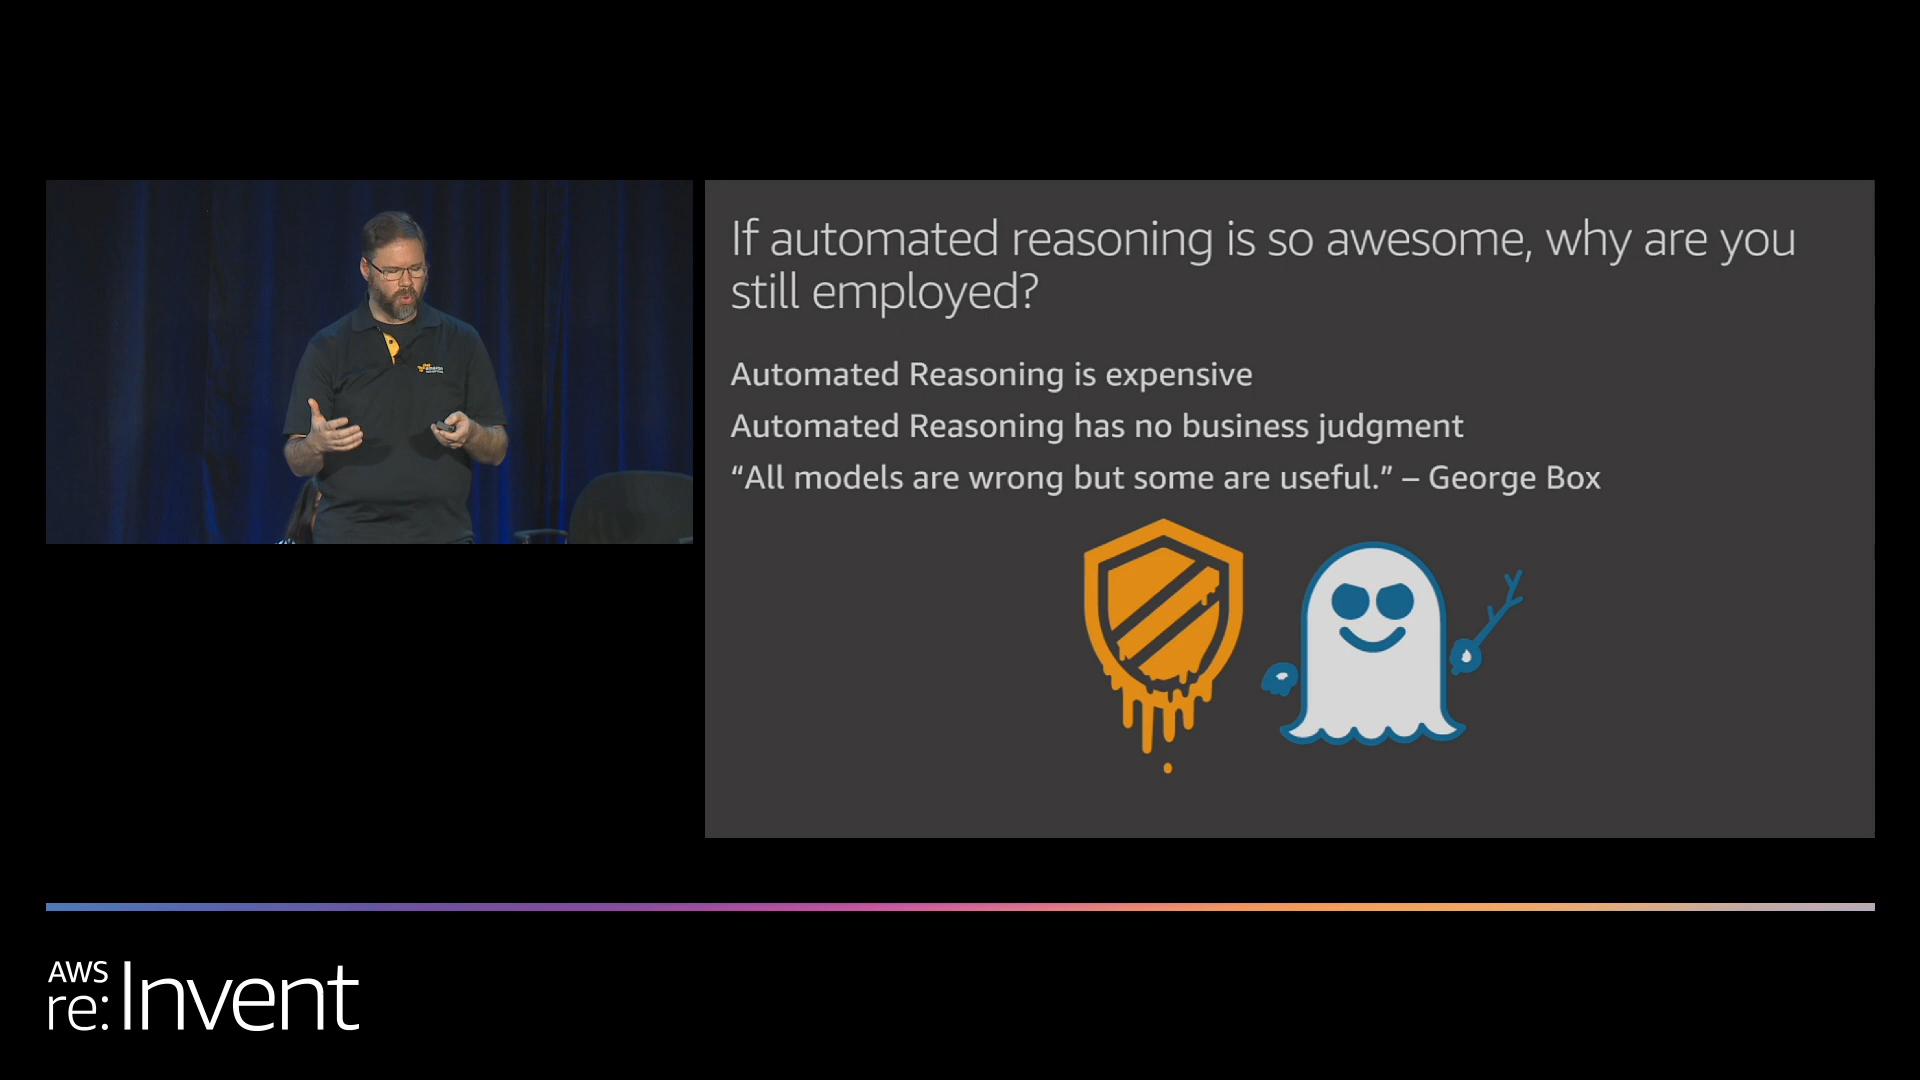 If automated reasoning is so awesome, why are you
still employed?
Automated Reasoning is expensive
Automated Reasoning has no business judgment
“All models are wrong but some are useful.” – George Box
AWS
re:Invent